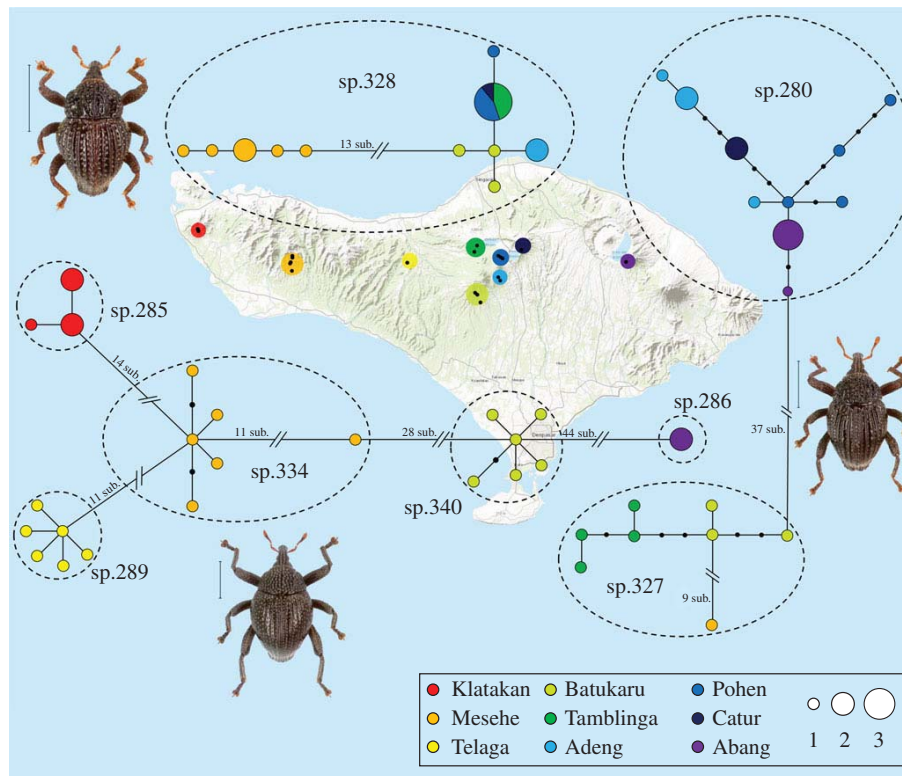 sp.328
sp.280
13 sub.
sp.285
14 sub.
sp.286
11 sub.
28 sub.
44 sub.
37 sub.
sp.334
sp.340
11 sub.
sp.289
sp.327
9 sub.
Klatakan Batukaru Pohen
Mesehe Tamblinga Catur
Telaga Adeng Abang
1 2 3